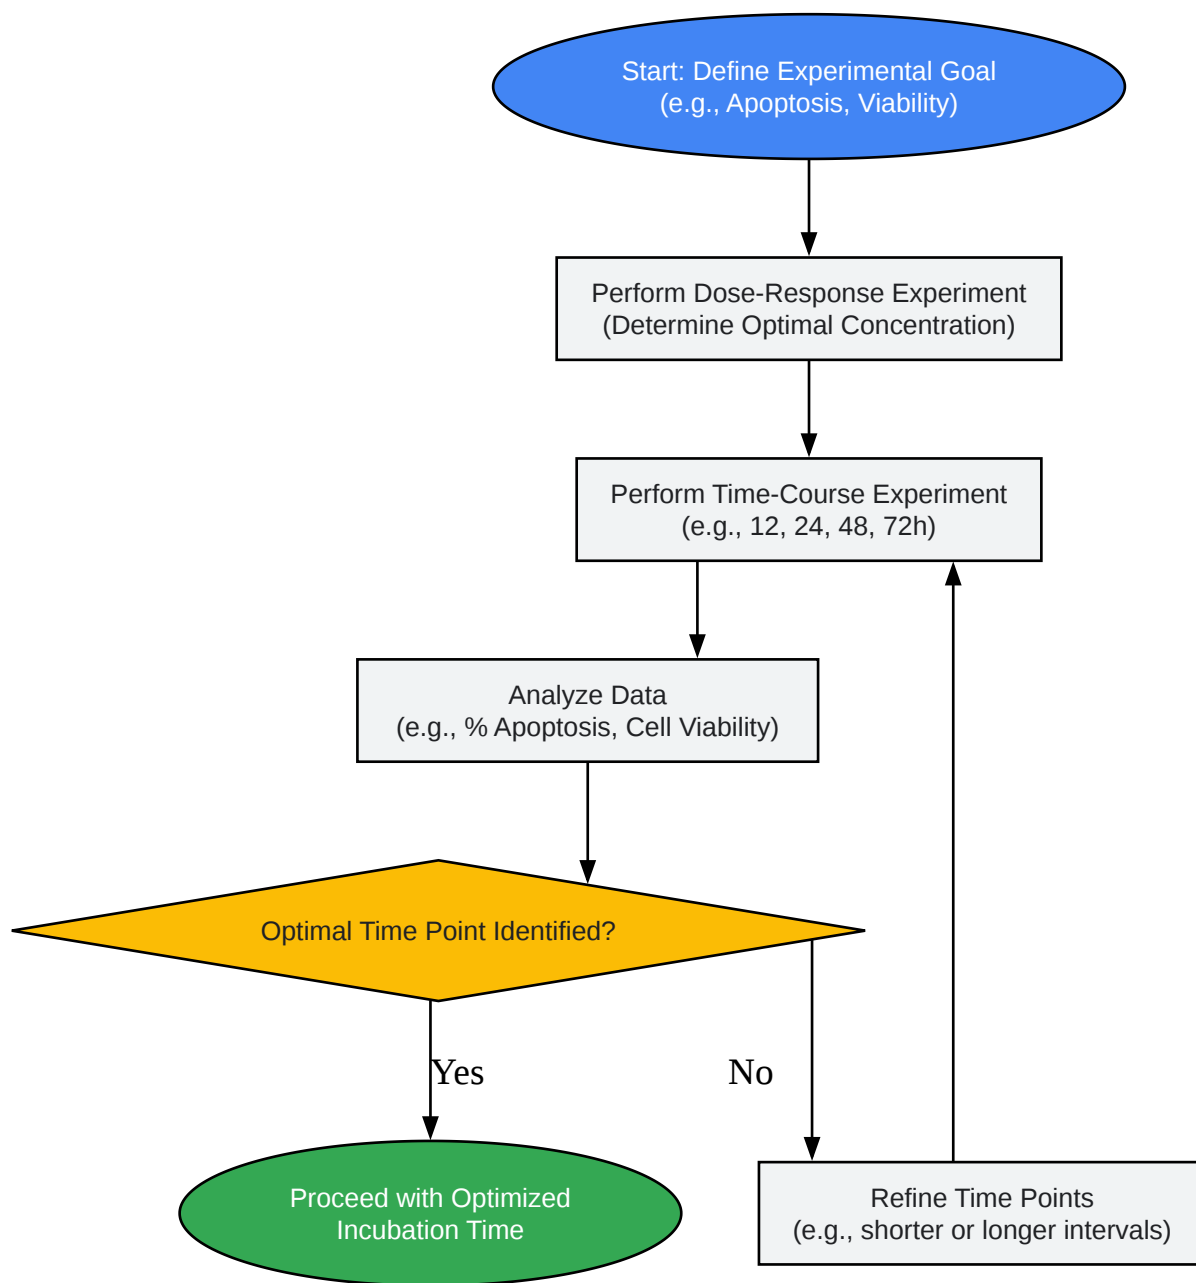 Start: Define Experimental Goal
(e.g., Apoptosis, Viability)
Perform Dose-Response Experiment
(Determine Optimal Concentration)
Perform Time-Course Experiment
(e.g., 12, 24, 48, 72h)
Analyze Data
(e.g., % Apoptosis, Cell Viability)
Optimal Time Point Identified?
Yes
No
Proceed with Optimized
Incubation Time
Refine Time Points
(e.g., shorter or longer intervals)